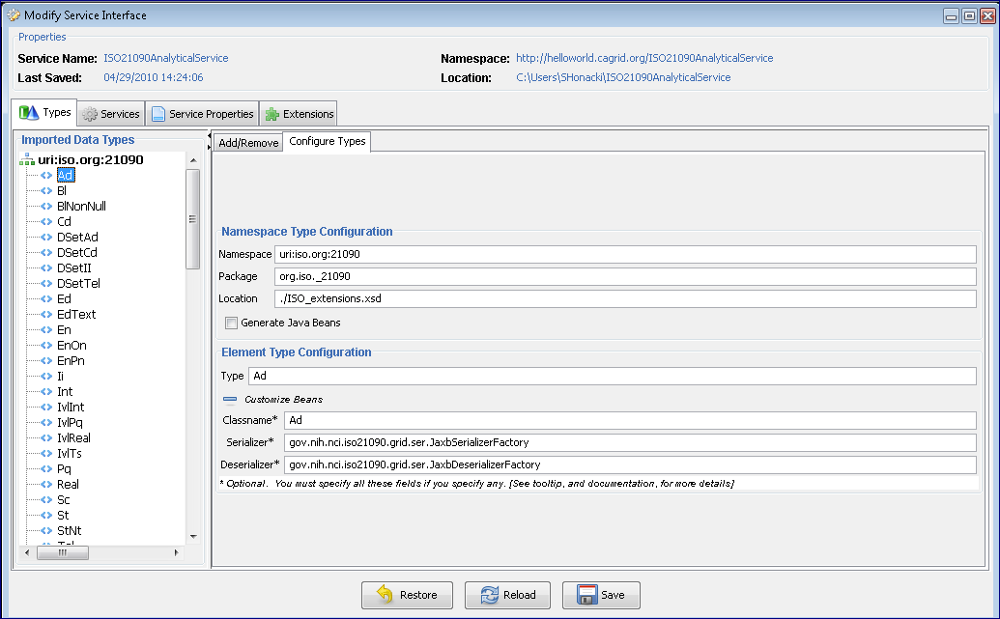 Modify Service Interface
Properties
Service Name: ISO21090AnalyticalService Namespace: http://helloworld.cagrid.org/ISO21090AnalyticalService
Last Saved: 04/29/2010 14:24:06 Location: C:\Users\SHonacki\ISO21090AnalyticalService
Types Services Service Properties Extensions
Imported Data Types
uri:iso.org:21090
Ad
Bl
BlNonNull
Cd
DSetAd
DSetCd
DSetII
DSetTel
Ed
EdText
En
EnOn
EnPn
Ii
Int
IvlInt
IvlPq
IvlReal
IvlTs
Pq
Real
Sc
St
StNt
Add/Remove Configure Types
Namespace Type Configuration
Namespace uri:iso.org:21090
Package org.iso._21090
Location ./ISO_extensions.xsd
Generate Java Beans
Element Type Configuration
Type Ad
Customize Beans
Classname* Ad
Serializer* gov.nih.nci.iso21090.grid.ser.JaxbSerializerFactory
Deserializer* gov.nih.nci.iso21090.grid.ser.JaxbDeserializerFactory
* Optional. You must specify all these fields if you specify any. [See tooltip, and documentation, for more details]
Restore Reload Save